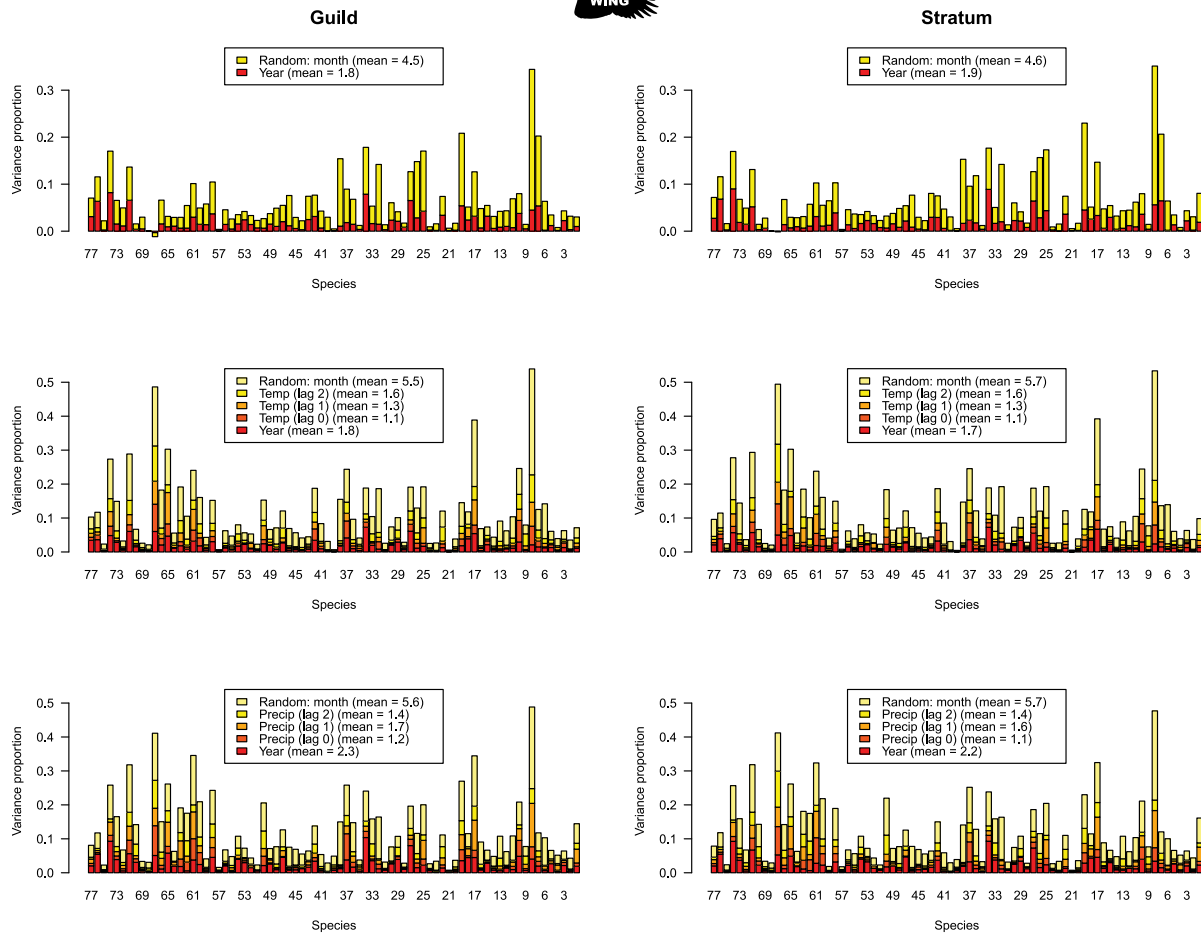 WING
Guild
Stratum
Random: month (mean = 4.5)
Year (mean = 1.8)
Variance proportion
0.3
0.2
0.1
0.0
77 73 69 65 61 57 53 49 45 41 37 33 29 25 21 17 13 9 6 3
Species
Random: month (mean = 4.6)
Year (mean = 1.9)
Variance proportion
0.3
0.2
0.1
0.0
77 73 69 65 61 57 53 49 45 41 37 33 29 25 21 17 13 9 6 3
Species
Random: month (mean = 5.5)
Temp (lag 2) (mean = 1.6)
Temp (lag 1) (mean = 1.3)
Temp (lag 0) (mean = 1.1)
Year (mean = 1.8)
Variance proportion
0.5
0.4
0.3
0.2
0.1
0.0
77 73 69 65 61 57 53 49 45 41 37 33 29 25 21 17 13 9 6 3
Species
Random: month (mean = 5.7)
Temp (lag 2) (mean = 1.6)
Temp (lag 1) (mean = 1.3)
Temp (lag 0) (mean = 1.1)
Year (mean = 1.7)
Variance proportion
0.5
0.4
0.3
0.2
0.1
0.0
77 73 69 65 61 57 53 49 45 41 37 33 29 25 21 17 13 9 6 3
Species
Random: month (mean = 5.6)
Precip (lag 2) (mean = 1.4)
Precip (lag 1) (mean = 1.7)
Precip (lag 0) (mean = 1.2)
Year (mean = 2.3)
Variance proportion
0.5
0.4
0.3
0.2
0.1
0.0
77 73 69 65 61 57 53 49 45 41 37 33 29 25 21 17 13 9 6 3
Species
Random: month (mean = 5.7)
Precip (lag 2) (mean = 1.4)
Precip (lag 1) (mean = 1.6)
Precip (lag 0) (mean = 1.1)
Year (mean = 2.2)
Variance proportion
0.5
0.4
0.3
0.2
0.1
0.0
77 73 69 65 61 57 53 49 45 41 37 33 29 25 21 17 13 9 6 3
Species